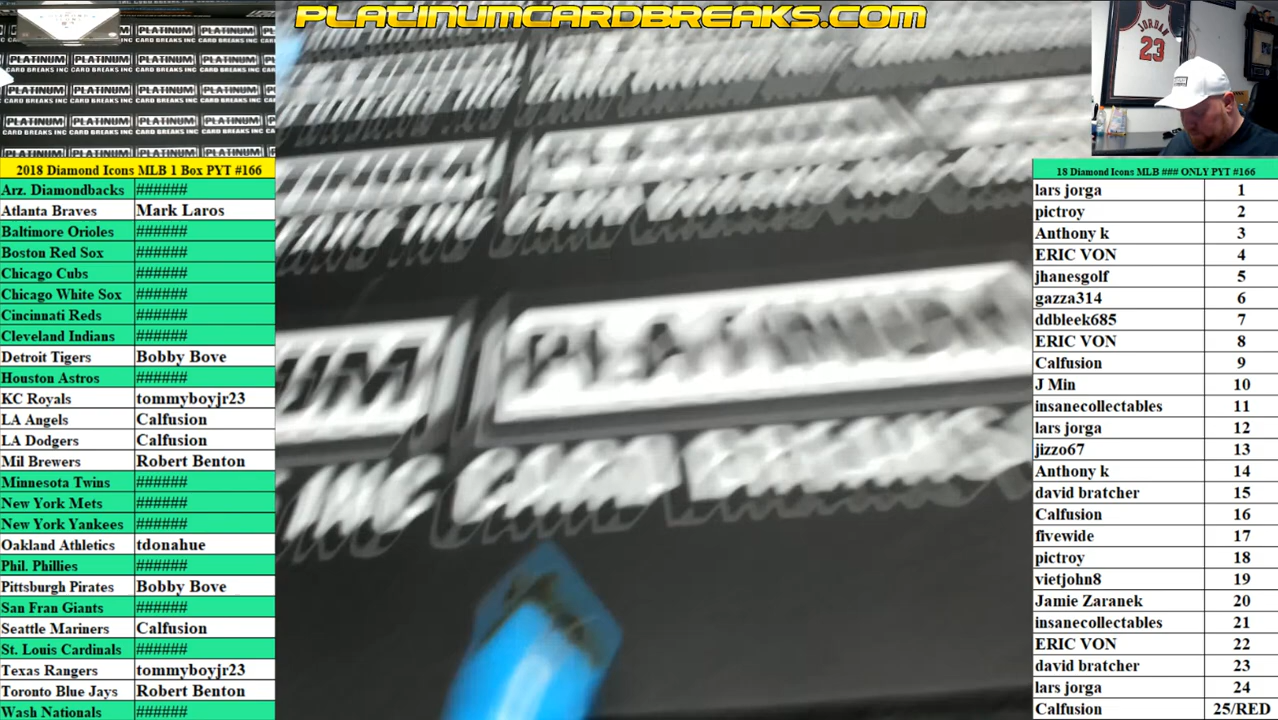 PLATINUMCARDBREAKS.COM
JORDAN
23
PLATINUM
CARD BREAKS INC
2018 Diamond Icons MLB 1 Box PYT #166
Arz. Diamondbacks ######
Atlanta Braves Mark Laros
Baltimore Orioles ######
Boston Red Sox ######
Chicago Cubs ######
Chicago White Sox ######
Cincinnati Reds ######
Cleveland Indians ######
Detroit Tigers Bobby Bove
Houston Astros ######
KC Royals tommyboyjr23
LA Angels Calfusion
LA Dodgers Calfusion
Mil Brewers Robert Benton
Minnesota Twins ######
New York Mets ######
New York Yankees ######
Oakland Athletics tdonahue
Phil. Phillies ######
Pittsburgh Pirates Bobby Bove
San Fran Giants ######
Seattle Mariners Calfusion
St. Louis Cardinals ######
Texas Rangers tommyboyjr23
Toronto Blue Jays Robert Benton
Wash Nationals ######
PLATINUM
ING CARD BREAKS
18 Diamond Icons MLB ### ONLY PYT #166
lars jorga 1
pictroy 2
Anthony k 3
ERIC VON 4
jhanesgolf 5
gazza314 6
ddbleek685 7
ERIC VON 8
Calfusion 9
J Min 10
insanecollectables 11
lars jorga 12
jizzo67 13
Anthony k 14
david bratcher 15
Calfusion 16
fivewide 17
pictroy 18
vietjohn8 19
Jamie Zaranek 20
insanecollectables 21
ERIC VON 22
david bratcher 23
lars jorga 24
Calfusion 25/RED